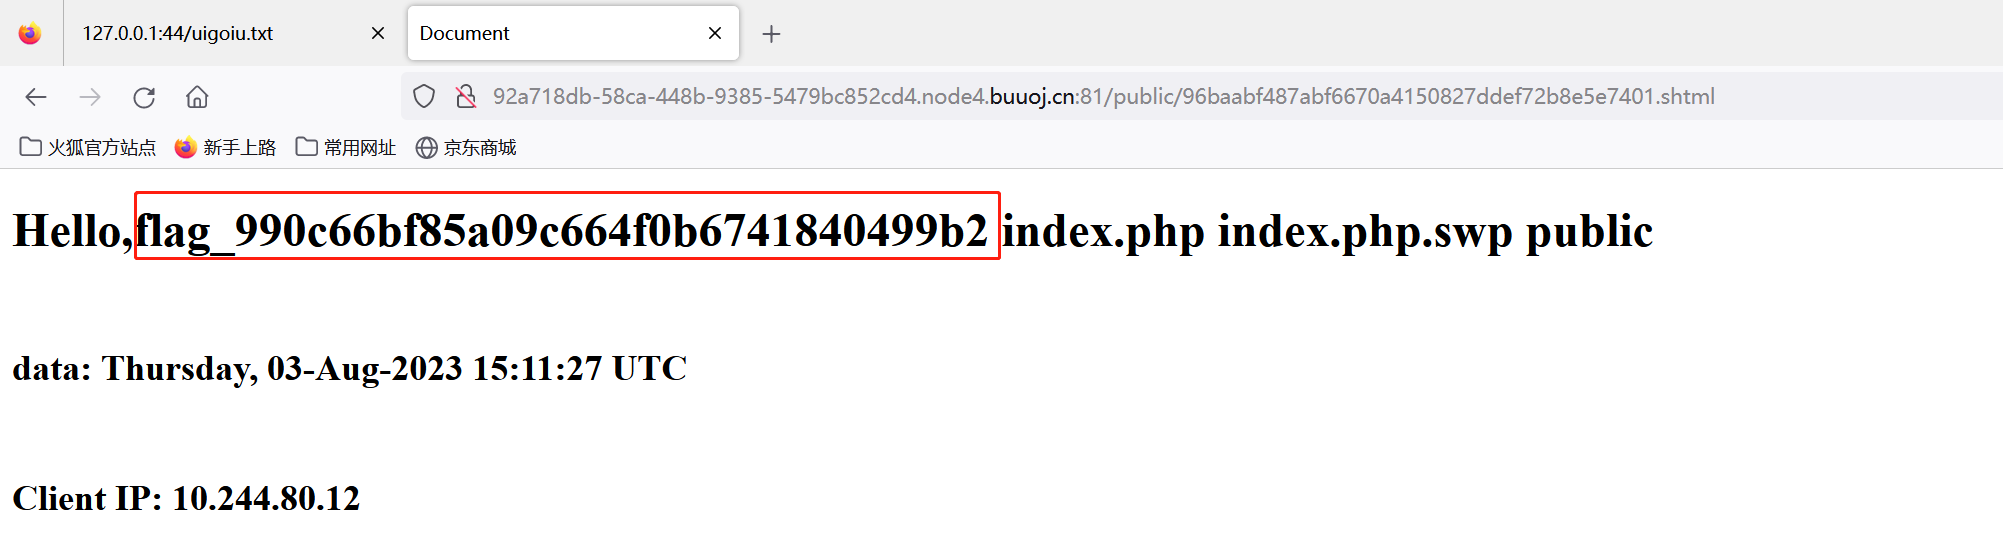 127.0.0.1:44/uigoiu.txt Document
92a718db-58ca-448b-9385-5479bc852cd4.node4.buuoj.cn:81/public/96baabf487abf6670a4150827ddef72b8e5e7401.shtml
火狐官方站点 新手上路 常用网址 京东商城
Hello,flag_990c66bf85a09c664f0b6741840499b2 index.php index.php.swp public
data: Thursday, 03-Aug-2023 15:11:27 UTC
Client IP: 10.244.80.12